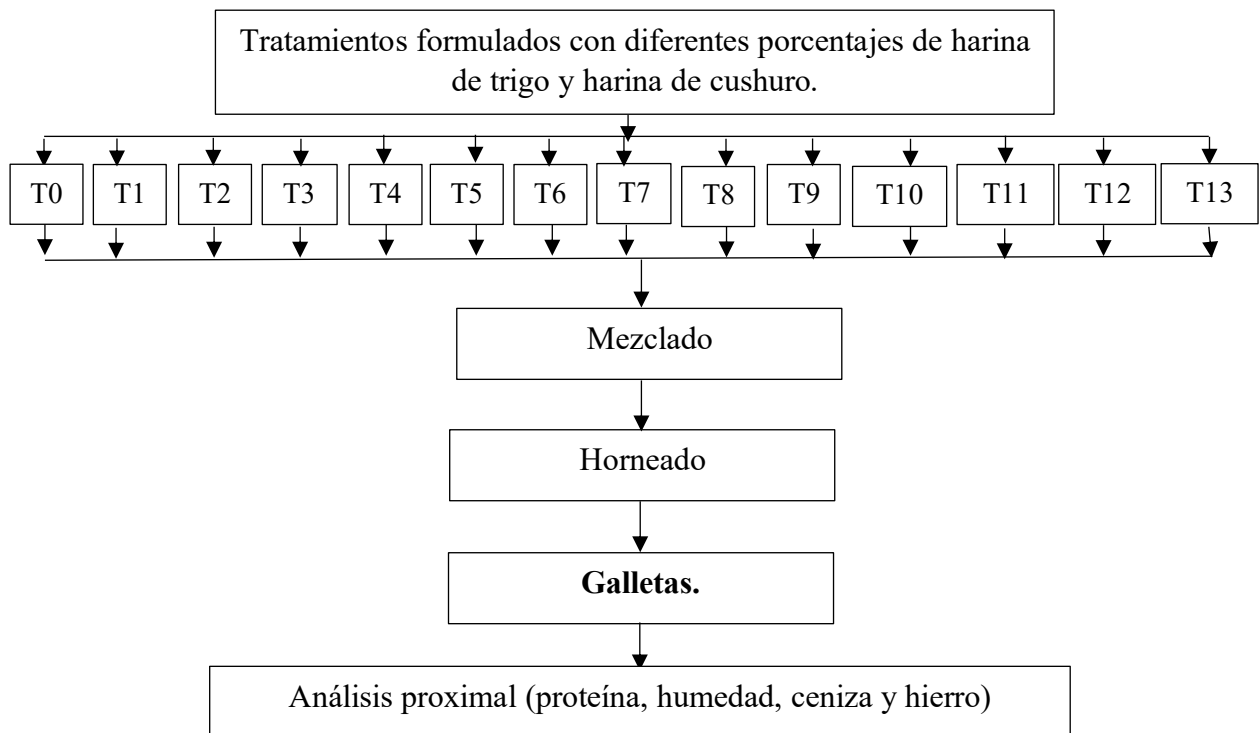 Tratamientos formulados con diferentes porcentajes de harina
de trigo y harina de cushuro.
T0 T1 T2 T3 T4 T5 T6 T7 T8 T9 T10 T11 T12 T13
Mezclado
Horneado
Galletas.
Análisis proximal (proteína, humedad, ceniza y hierro)